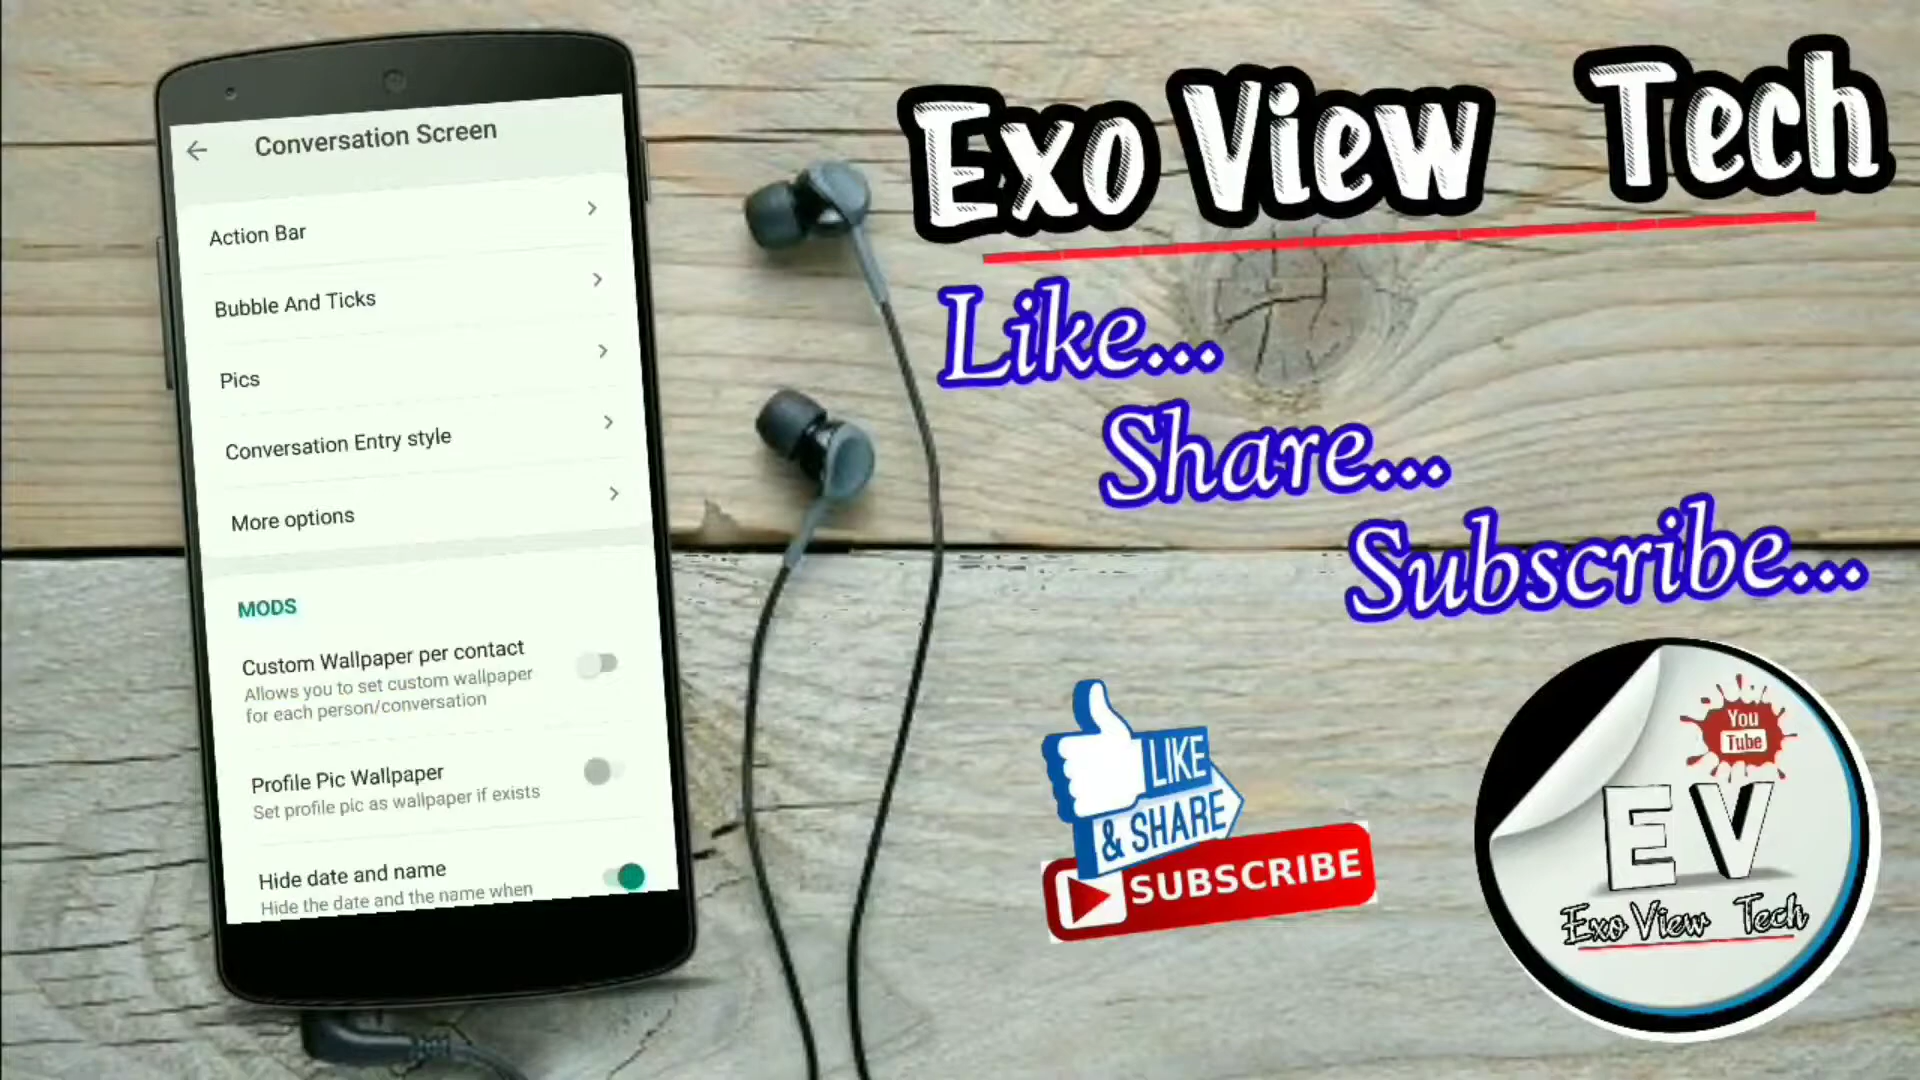 Conversation Screen
Action Bar
Bubble And Ticks
Pics
Conversation Entry style
More options
MODS
Custom Wallpaper per contact
Allows you to set custom wallpaper
for each person/conversation
Profile Pic Wallpaper
Set profile pic as wallpaper if exists
Hide date and name
Hide the date and the name when
Exo View Tech
Like...
Share...
Subscribe...
LIKE
& SHARE
SUBSCRIBE
You
Tube
EV
Exo View Tech